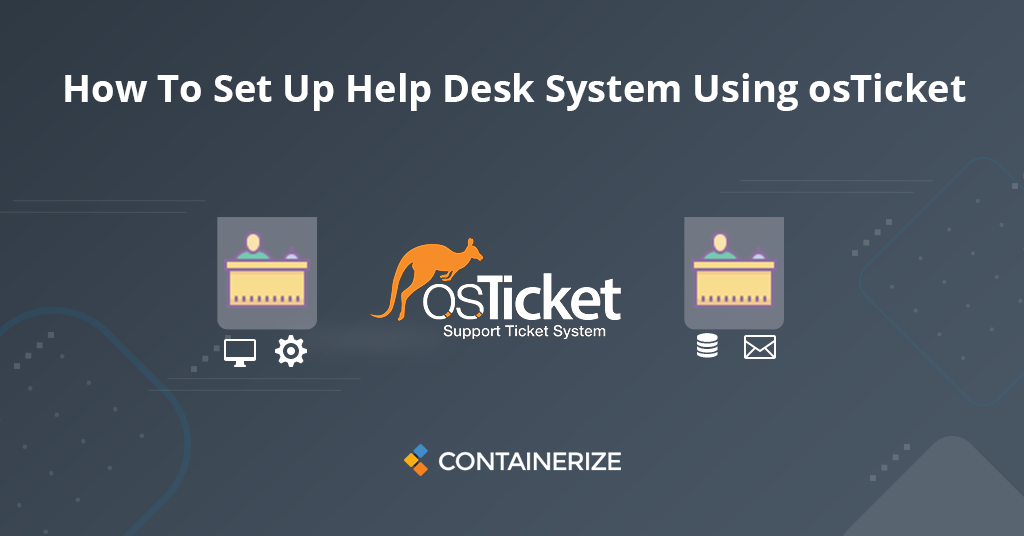 How To Set Up Help Desk System Using osTicket
osTicket
Support Ticket System
CONTAINERIZE